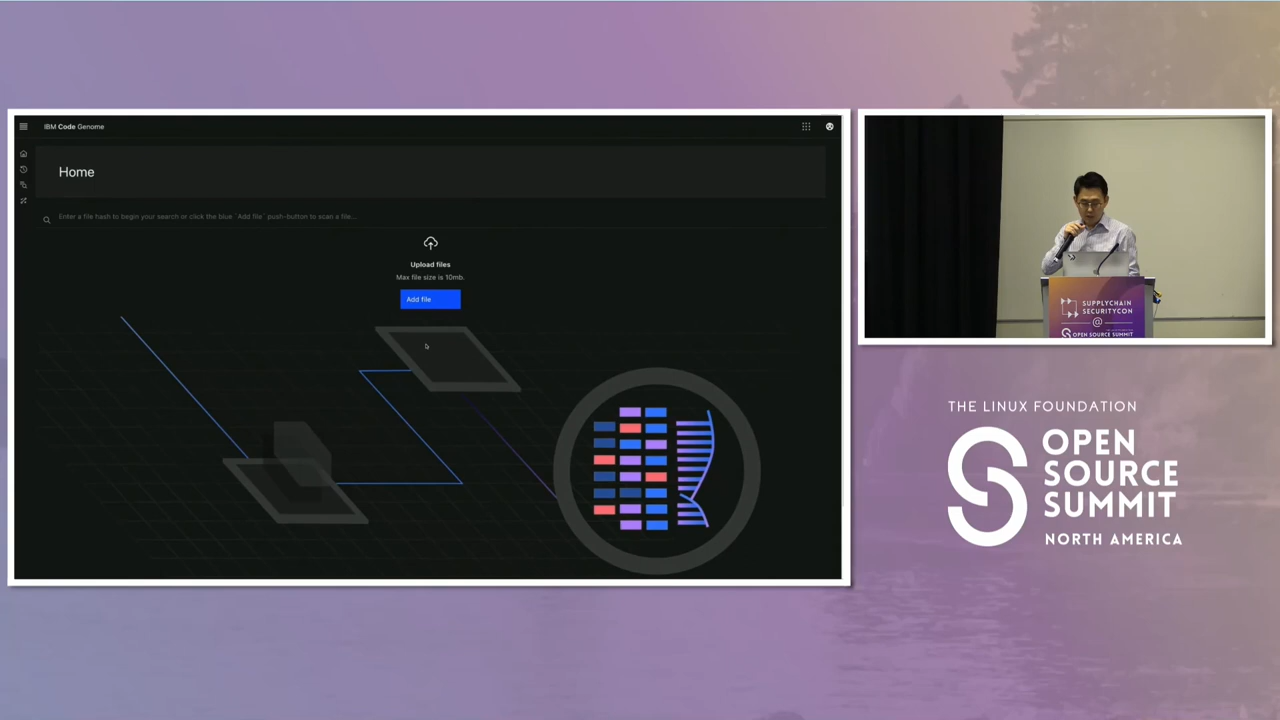 IBM Code Genome
Home
Enter a file hash to begin your search or click the blue `Add file` push-button to scan a file...
Upload files
Max file size is 10mb.
Add file
SUPPLYCHAIN
SECURITYCON
@
OPEN SOURCE SUMMIT
THE LINUX FOUNDATION
OPEN
SOURCE
SUMMIT
NORTH AMERICA